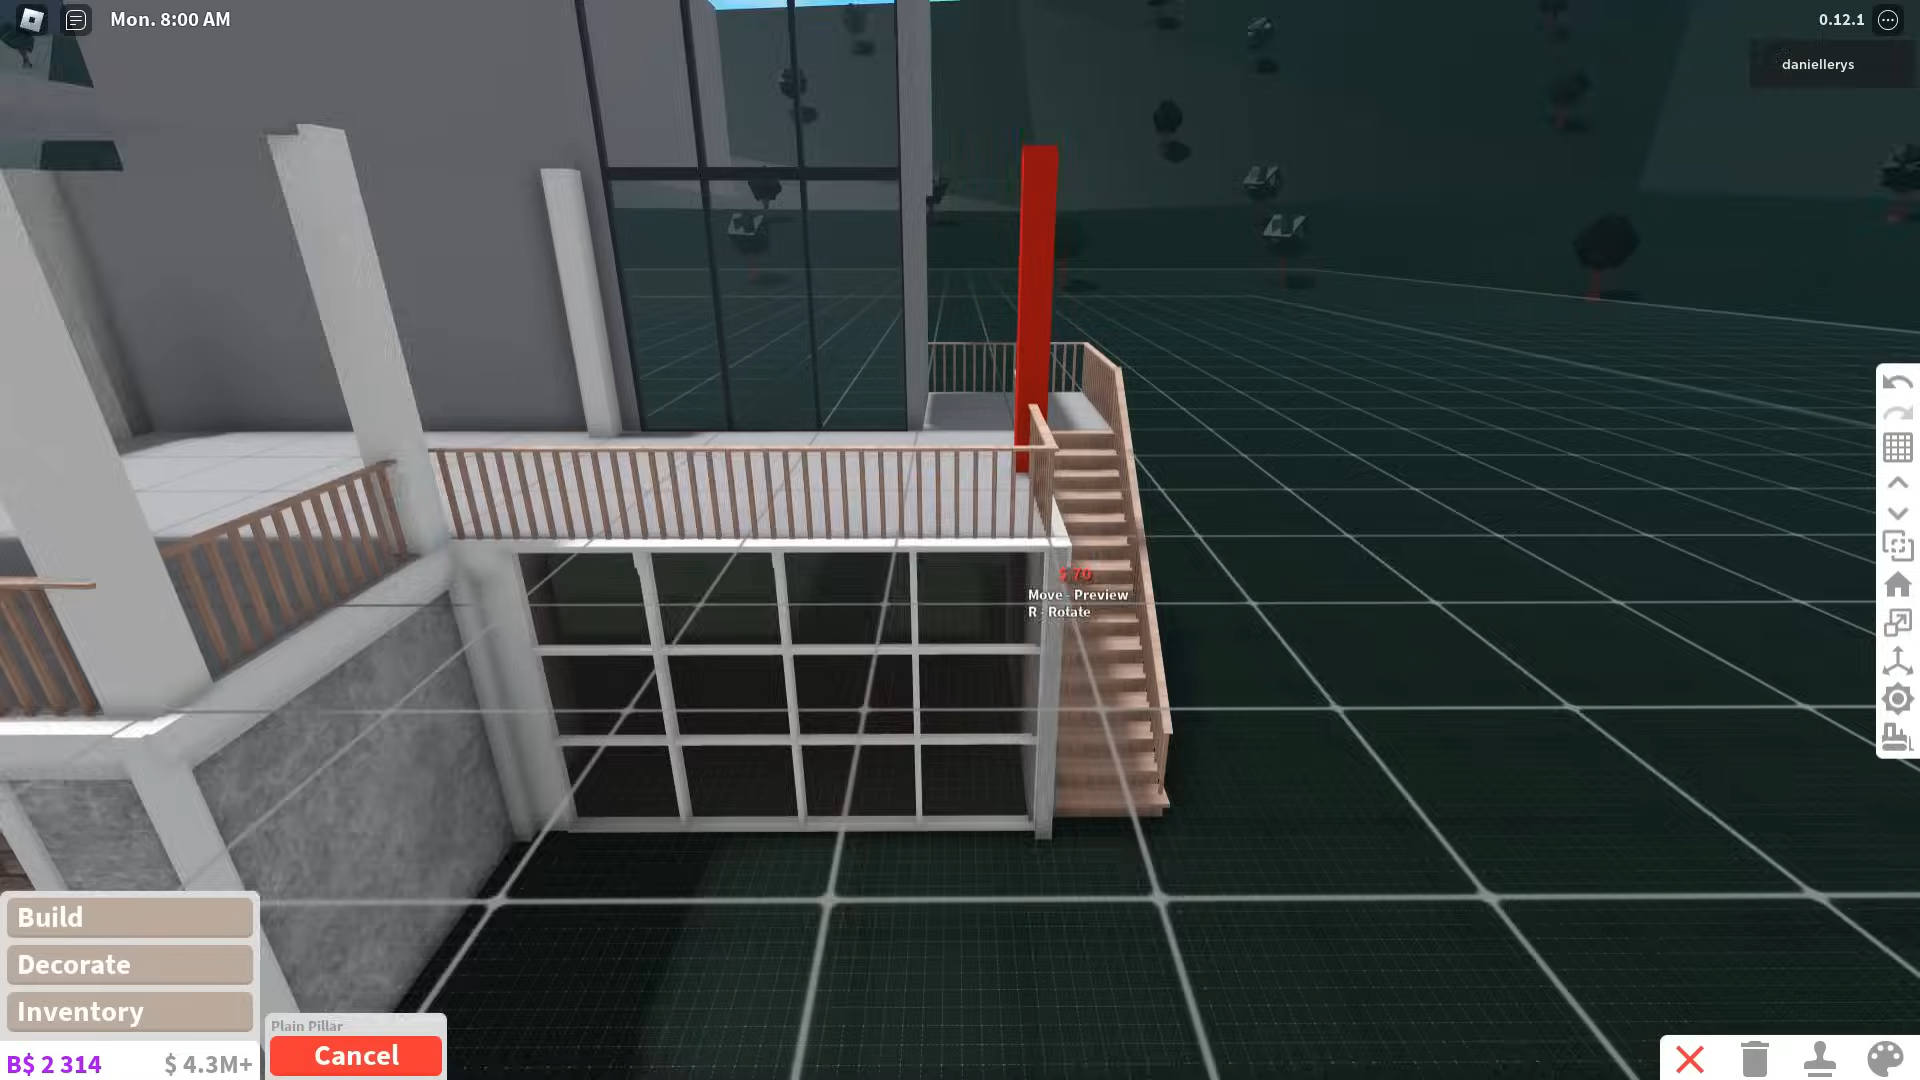 Mon. 8:00 AM
0.12.1
daniellerys
$ 70
Move - Preview
R - Rotate
Build
Decorate
Inventory
Plain Pillar
Cancel
B$ 2 314
$ 4.3M+